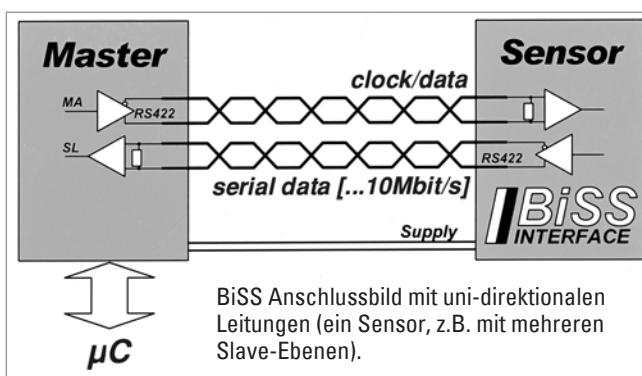 Master
Sensor
clock/data
MA
RS422
SL
RS422
serial data [...10Mbit/s]
Supply
BiSS
INTERFACE
µC
BiSS Anschlussbild mit uni-direktionalen
Leitungen (ein Sensor, z.B. mit mehreren
Slave-Ebenen).